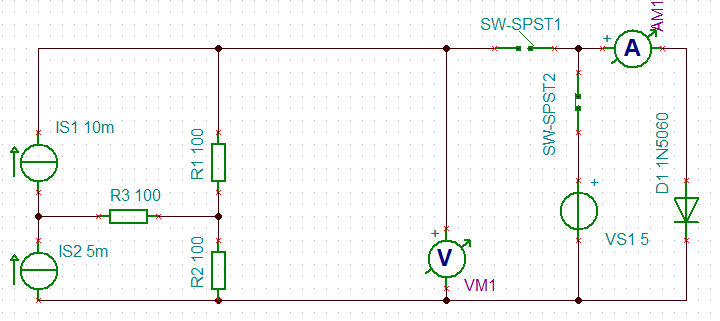 SW-SPST1
AM1
+
A
SW-SPST2
IS1 10m
R1 100
R3 100
D1 1N5060
+
VS1 5
R2 100
IS2 5m
+
V
VM1